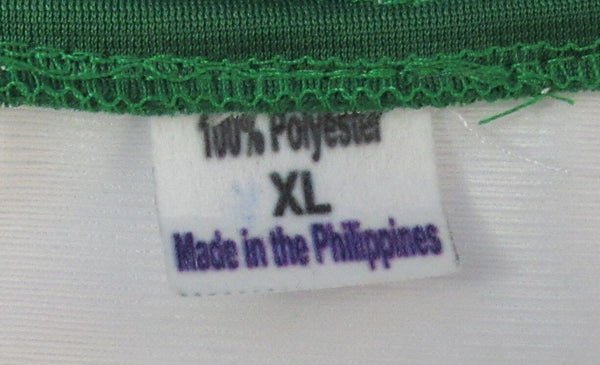 100% Polyester
XL
Made in the Philippines